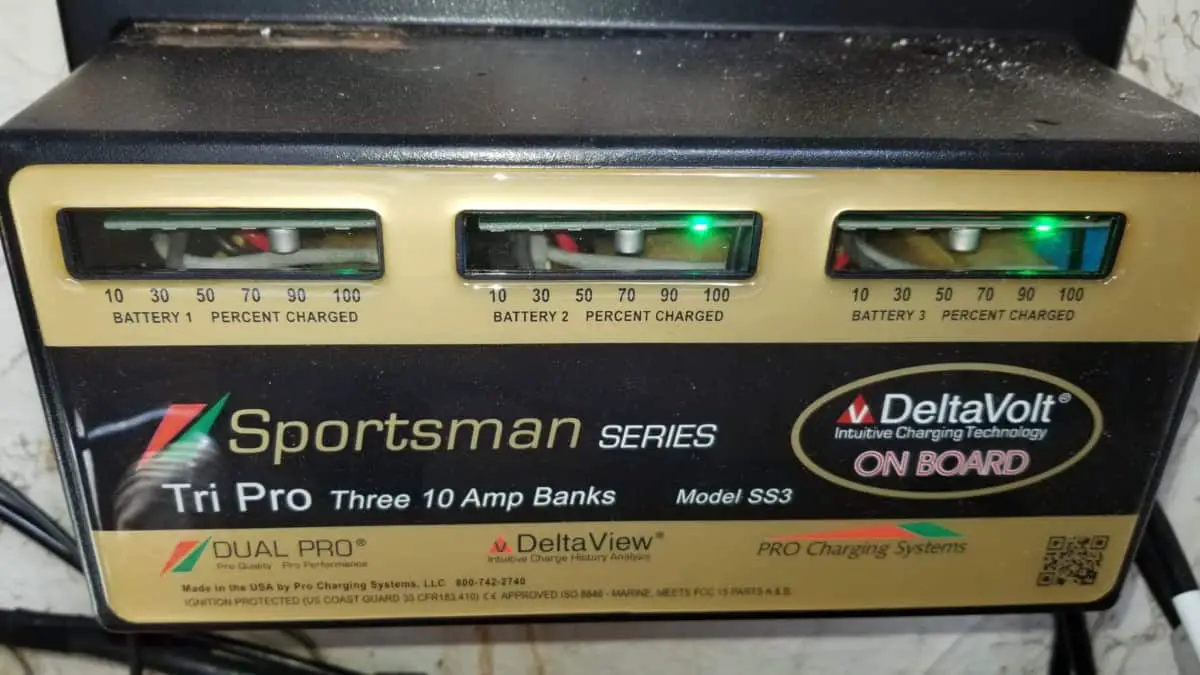 10 30 50 70 90 100
BATTERY 1 PERCENT CHARGED
10 30 50 70 90 100
BATTERY 2 PERCENT CHARGED
10 30 50 70 90 100
BATTERY 3 PERCENT CHARGED
Sportsman SERIES
Tri Pro Three 10 Amp Banks Model SS3
V DeltaVolt®
Intuitive Charging Technology
ON BOARD
DUAL PRO®
Pro Quality Pro Performance
V DeltaView®
Intuitive Charge History Analysis
PRO Charging Systems
Made in the USA by Pro Charging Systems, LLC 800-742-2740
IGNITION PROTECTED (US COAST GUARD 33 CFR183.410) CE APPROVED ISO 8846 - MARINE, MEETS FCC 15 PARTS A & B